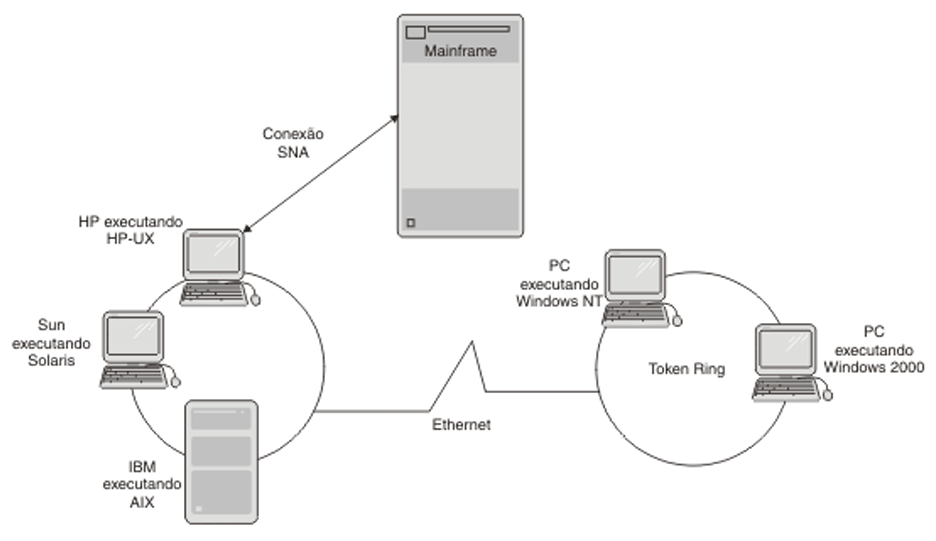 Mainframe
Conexão
SNA
HP executando
HP-UX
PC
executando
Windows NT
Sun
executando
Solaris
Token Ring
PC
executando
Windows 2000
Ethernet
IBM
executando
AIX